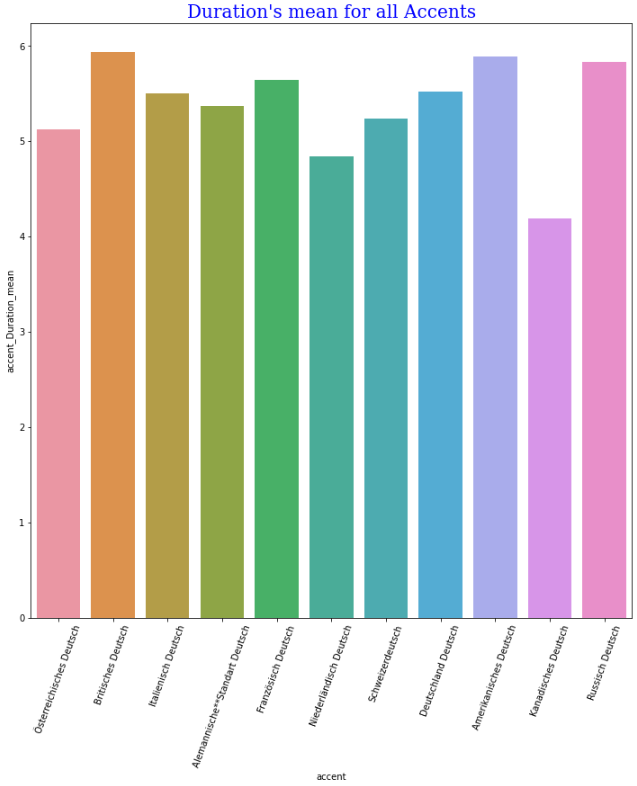 Duration's mean for all Accents
accent_Duration_mean
6
5
4
3
2
1
0
Österreichisches Deutsch
Britisches Deutsch
Italienisch Deutsch
Alemannische**Standart Deutsch
Französisch Deutsch
Niederländisch Deutsch
Schweizerdeutsch
Deutschland Deutsch
Amerikanisches Deutsch
Kanadisches Deutsch
Russisch Deutsch
accent